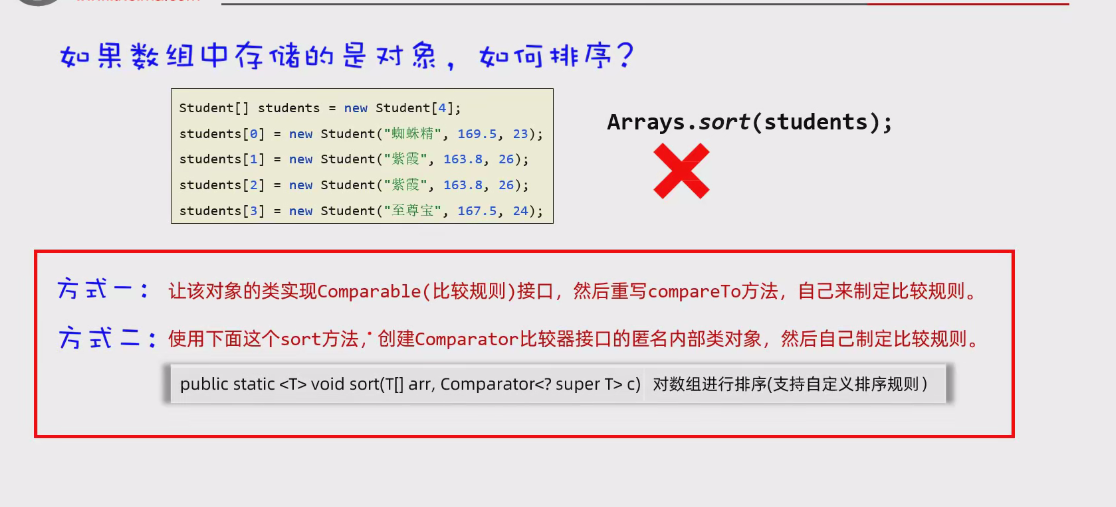 如果数组中存储的是对象，如何排序？
Student[] students = new Student[4];
students[0] = new Student("蜘蛛精", 169.5, 23);
students[1] = new Student("紫霞", 163.8, 26);
students[2] = new Student("紫霞", 163.8, 26);
students[3] = new Student("至尊宝", 167.5, 24);
Arrays.sort(students);
方式一：让该对象的类实现Comparable(比较规则)接口，然后重写compareTo方法，自己来制定比较规则。
方式二：使用下面这个sort方法，创建Comparator比较器接口的匿名内部类对象，然后自己制定比较规则。
public static <T> void sort(T[] arr, Comparator<? super T> c) 对数组进行排序(支持自定义排序规则）